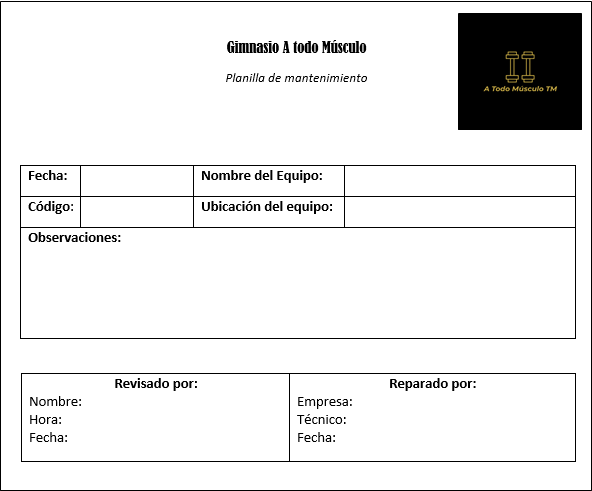 Gimnasio A todo Músculo
Planilla de mantenimiento
A Todo Músculo TM
Fecha: Nombre del Equipo:
Código: Ubicación del equipo:
Observaciones:
Revisado por:
Nombre:
Hora:
Fecha:
Reparado por:
Empresa:
Técnico:
Fecha: